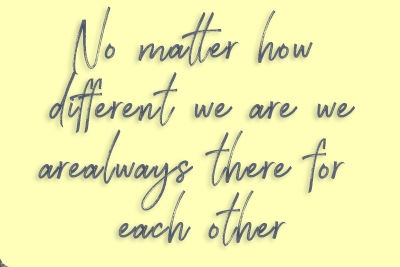 No matter how
different we are we
arealways there for
each other